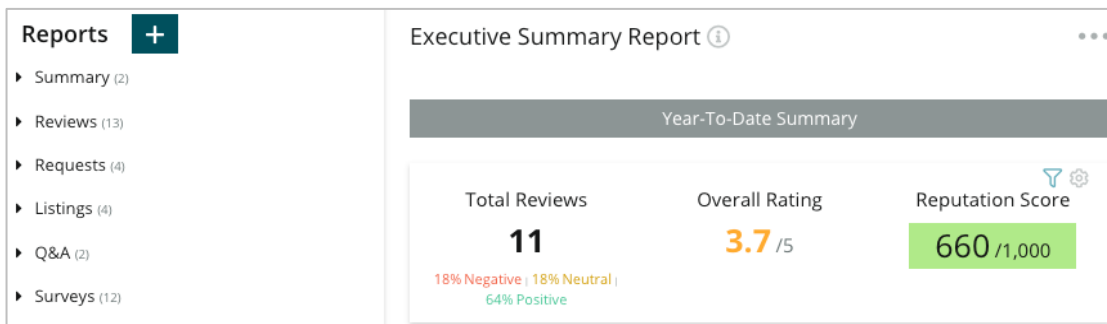 Reports +
Summary (2)
Reviews (13)
Requests (4)
Listings (4)
Q&A (2)
Surveys (12)
Executive Summary Report
Year-To-Date Summary
Total Reviews
11
18% Negative | 18% Neutral |
64% Positive
Overall Rating
3.7 /5
Reputation Score
660 /1,000